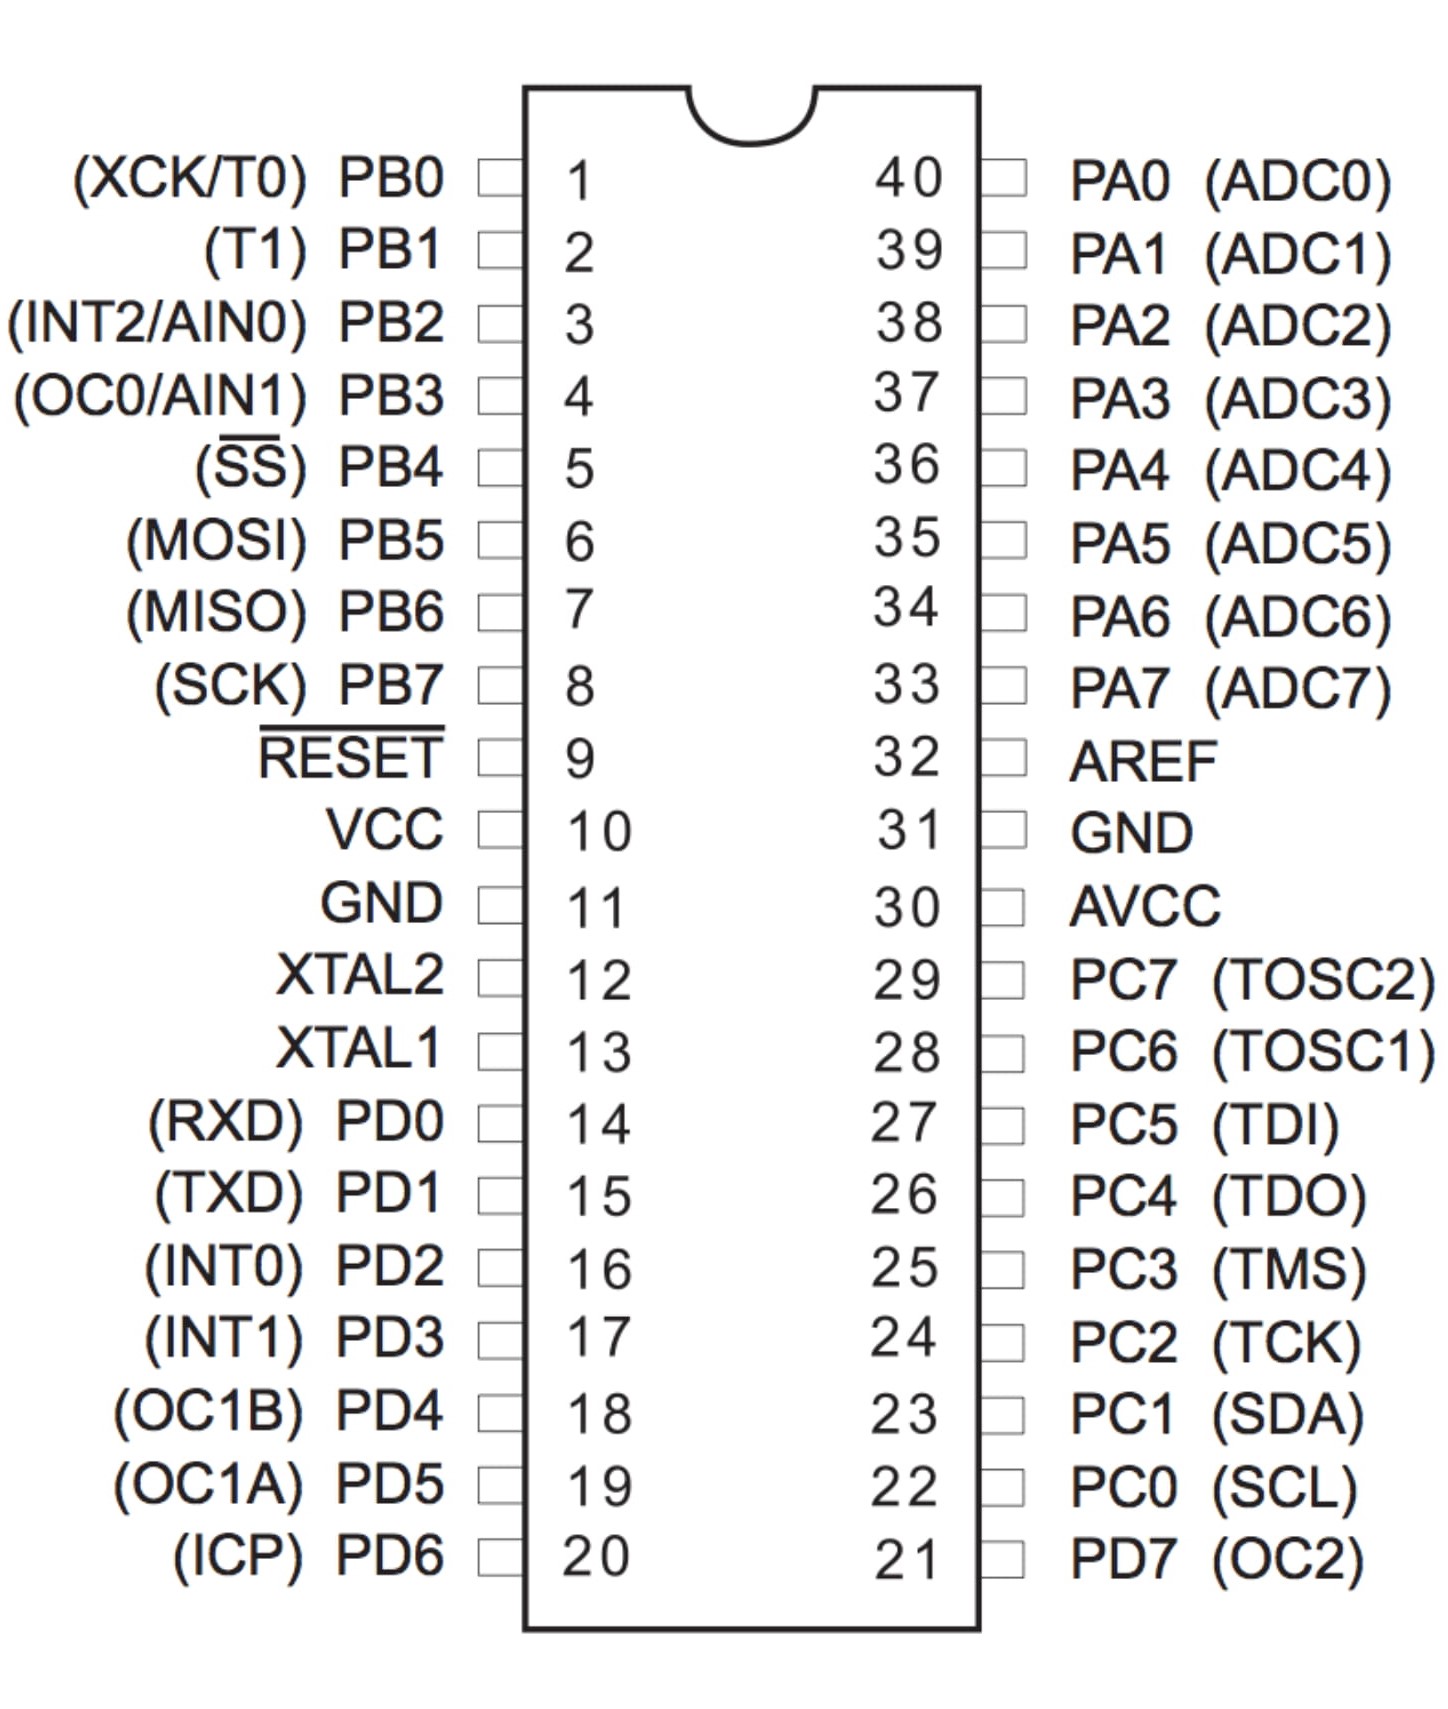 (XCK/T0) PB0 1 40 PA0 (ADC0)
(T1) PB1 2 39 PA1 (ADC1)
(INT2/AIN0) PB2 3 38 PA2 (ADC2)
(OC0/AIN1) PB3 4 37 PA3 (ADC3)
(S̅S̅) PB4 5 36 PA4 (ADC4)
(MOSI) PB5 6 35 PA5 (ADC5)
(MISO) PB6 7 34 PA6 (ADC6)
(SCK) PB7 8 33 PA7 (ADC7)
R̅E̅S̅E̅T̅ 9 32 AREF
VCC 10 31 GND
GND 11 30 AVCC
XTAL2 12 29 PC7 (TOSC2)
XTAL1 13 28 PC6 (TOSC1)
(RXD) PD0 14 27 PC5 (TDI)
(TXD) PD1 15 26 PC4 (TDO)
(INT0) PD2 16 25 PC3 (TMS)
(INT1) PD3 17 24 PC2 (TCK)
(OC1B) PD4 18 23 PC1 (SDA)
(OC1A) PD5 19 22 PC0 (SCL)
(ICP) PD6 20 21 PD7 (OC2)